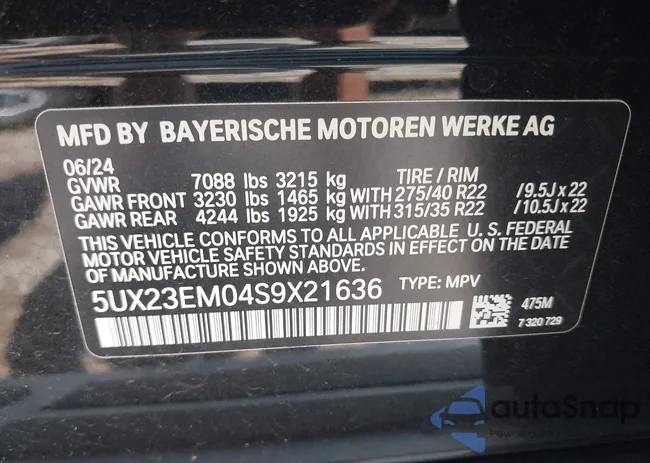 MFD BY BAYERISCHE MOTOREN WERKE AG
06/24
GVWR 7088 lbs 3215 kg TIRE / RIM
GAWR FRONT 3230 lbs 1465 kg WITH 275/40 R22 /9.5J x 22
GAWR REAR 4244 lbs 1925 kg WITH 315/35 R22 /10.5J x 22
THIS VEHICLE CONFORMS TO ALL APPLICABLE U. S. FEDERAL
MOTOR VEHICLE SAFETY STANDARDS IN EFFECT ON THE DATE
OF MANUFACTURE SHOWN ABOVE.
5UX23EM04S9X21636 TYPE: MPV
475M
7 320 729
autoSnap